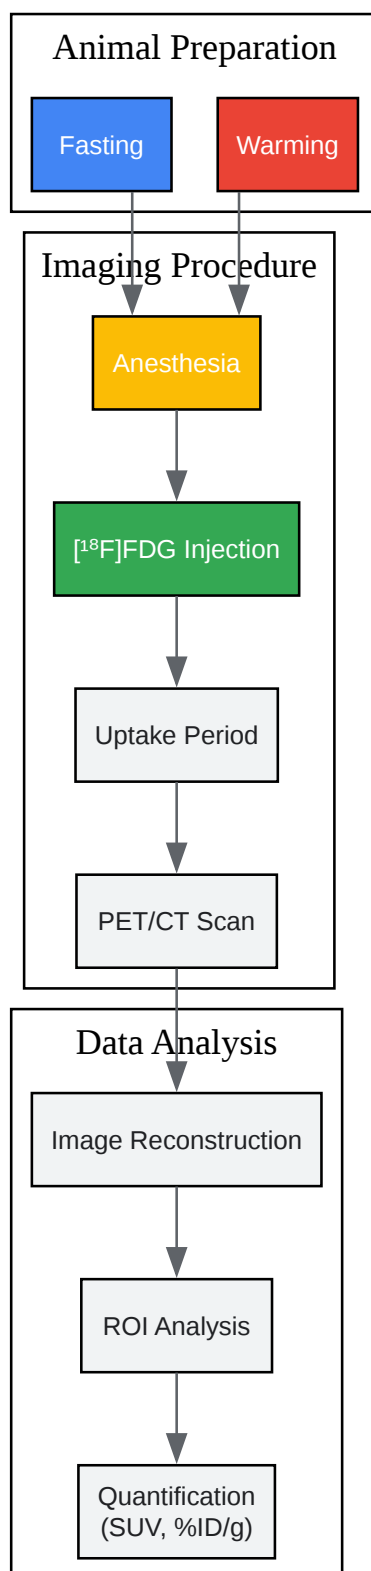 Animal Preparation
Fasting
Warming
Imaging Procedure
Anesthesia
[¹⁸F]FDG Injection
Uptake Period
PET/CT Scan
Data Analysis
Image Reconstruction
ROI Analysis
Quantification
(SUV, %ID/g)